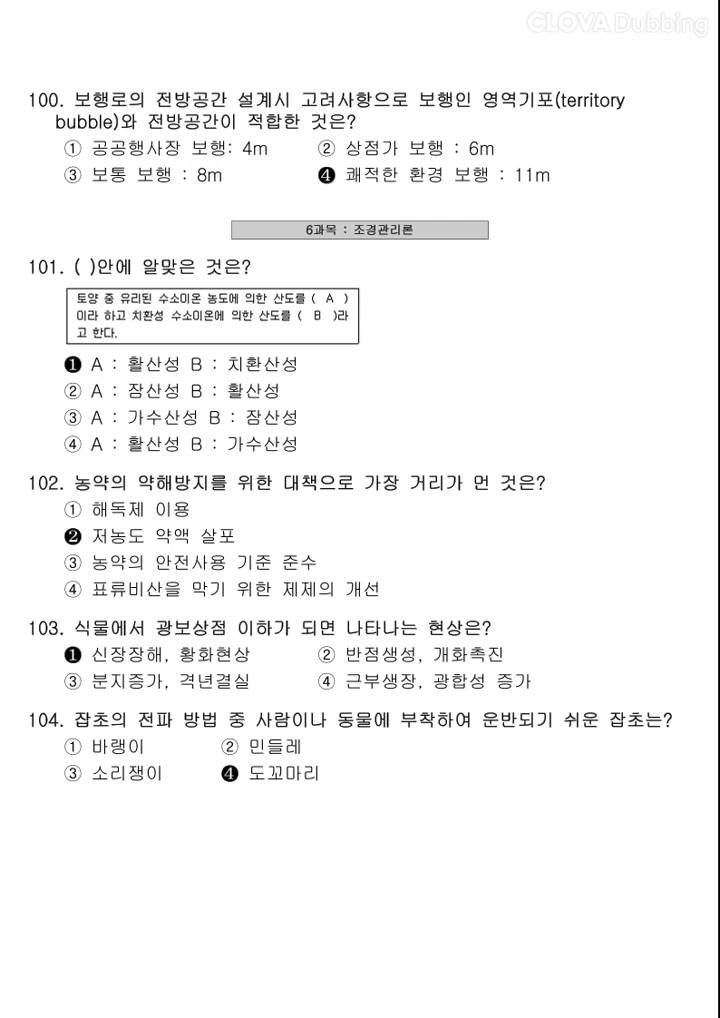 CLOVA Dubbing
100. 보행로의 전방공간 설계시 고려사항으로 보행인 영역기포(territory
bubble)와 전방공간이 적합한 것은?
① 공공행사장 보행: 4m ② 상점가 보행 : 6m
③ 보통 보행 : 8m ❹ 쾌적한 환경 보행 : 11m
6과목 : 조경관리론
101. ( )안에 알맞은 것은?
토양 중 유리된 수소이온 농도에 의한 산도를 ( A )
이라 하고 치환성 수소이온에 의한 산도를 ( B )라
고 한다.
❶ A : 활산성 B : 치환산성
② A : 잠산성 B : 활산성
③ A : 가수산성 B : 잠산성
④ A : 활산성 B : 가수산성
102. 농약의 약해방지를 위한 대책으로 가장 거리가 먼 것은?
① 해독제 이용
❷ 저농도 약액 살포
③ 농약의 안전사용 기준 준수
④ 표류비산을 막기 위한 제제의 개선
103. 식물에서 광보상점 이하가 되면 나타나는 현상은?
❶ 신장장해, 황화현상 ② 반점생성, 개화촉진
③ 분지증가, 격년결실 ④ 근부생장, 광합성 증가
104. 잡초의 전파 방법 중 사람이나 동물에 부착하여 운반되기 쉬운 잡초는?
① 바랭이 ② 민들레
③ 소리쟁이 ❹ 도꼬마리